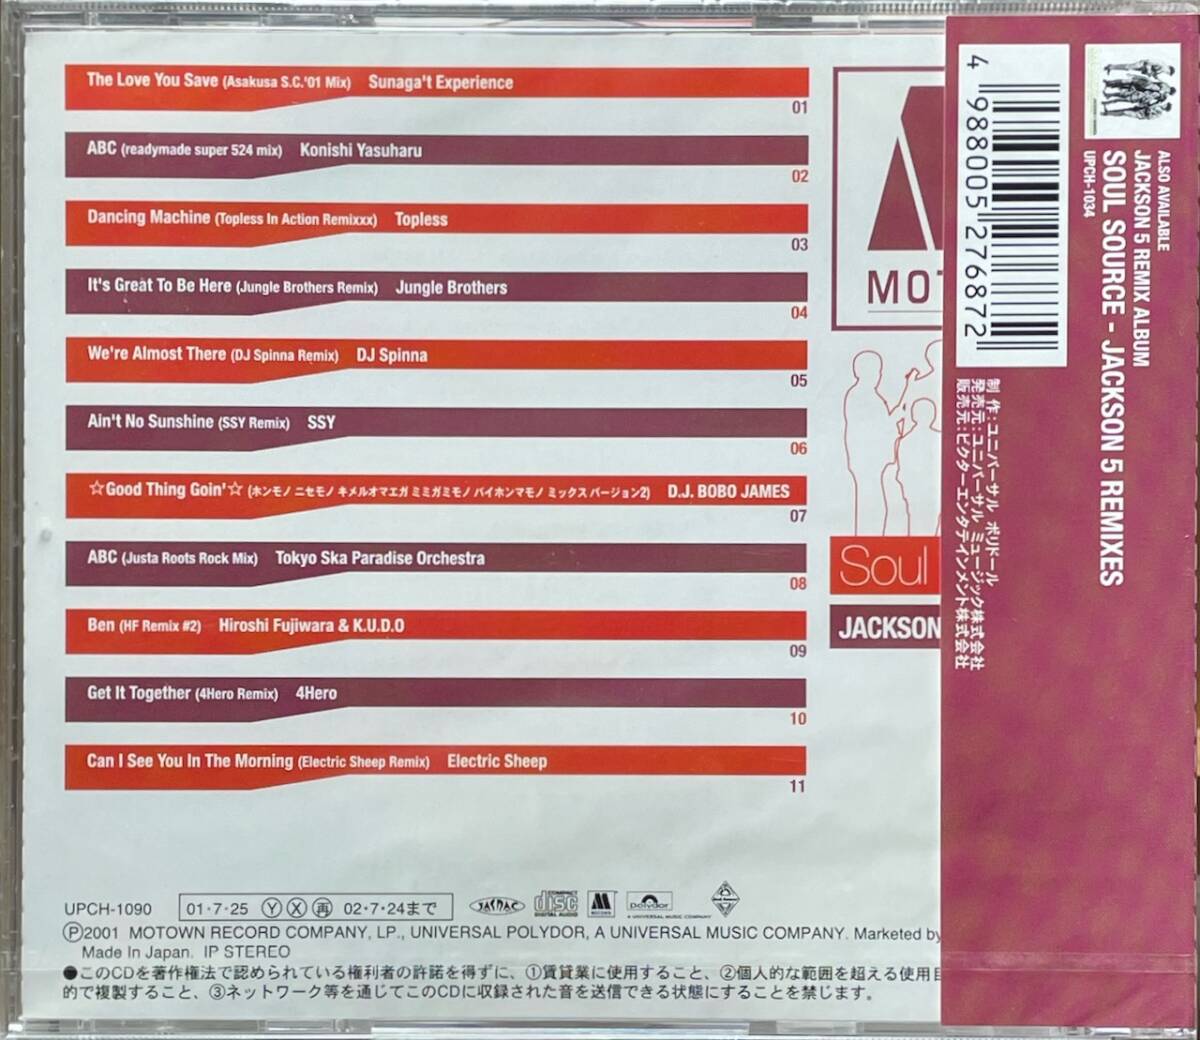 The Love You Save (Asakusa S.C.'01 Mix) Sunaga't Experience
01
ABC (readymade super 524 mix) Konishi Yasuharu
02
Dancing Machine (Topless In Action Remixxx) Topless
03
It's Great To Be Here (Jungle Brothers Remix) Jungle Brothers
04
We're Almost There (DJ Spinna Remix) DJ Spinna
05
Ain't No Sunshine (SSY Remix) SSY
06
☆Good Thing Goin'☆ (ホンモノ ニセモノ キメルオマエガ ミミガミモノ バイホンマモノ ミックス バージョン2) D.J. BOBO JAMES
07
ABC (Justa Roots Rock Mix) Tokyo Ska Paradise Orchestra
08
Ben (HF Remix #2) Hiroshi Fujiwara & K.U.D.O
09
Get It Together (4Hero Remix) 4Hero
10
Can I See You In The Morning (Electric Sheep Remix) Electric Sheep
11
MOT
Soul
JACKSON
4 988005 276872
ALSO AVAILABLE
JACKSON 5 REMIX ALBUM
SOUL SOURCE - JACKSON 5 REMIXES
UPCH-1034
制作:ユニバーサル ポリドール
発売元:ユニバーサル ミュージック株式会社
販売元:ビクターエンタテインメント株式会社
UPCH-1090 01・7・25 Ⓨ Ⓧ ㊢ 02・7・24まで JASRAC COMPACT disc DIGITAL AUDIO MOTOWN polydor A UNIVERSAL MUSIC COMPANY
Ⓟ2001 MOTOWN RECORD COMPANY, LP., UNIVERSAL POLYDOR, A UNIVERSAL MUSIC COMPANY. Marketed by
Made In Japan. IP STEREO
●このCDを著作権法で認められている権利者の許諾を得ずに、①賃貸業に使用すること、②個人的な範囲を超える使用目
的で複製すること、③ネットワーク等を通じてこのCDに収録された音を送信できる状態にすることを禁じます。